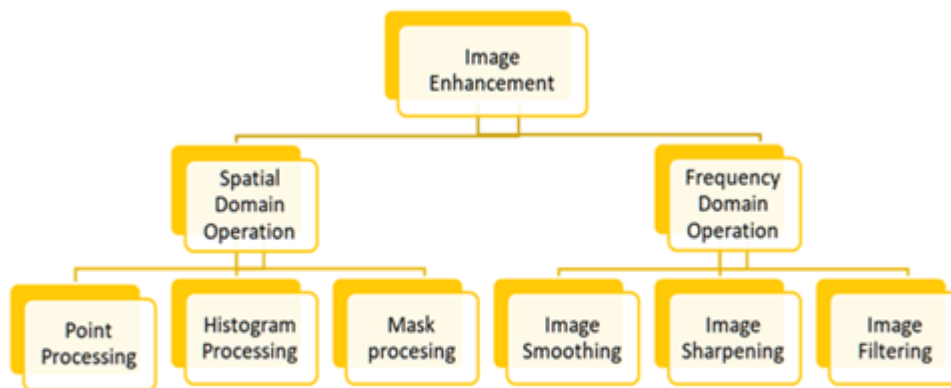 Image
Enhancement
Spatial
Domain
Operation
Frequency
Domain
Operation
Point
Processing
Histogram
Processing
Mask
procesing
Image
Smoothing
Image
Sharpening
Image
Filtering